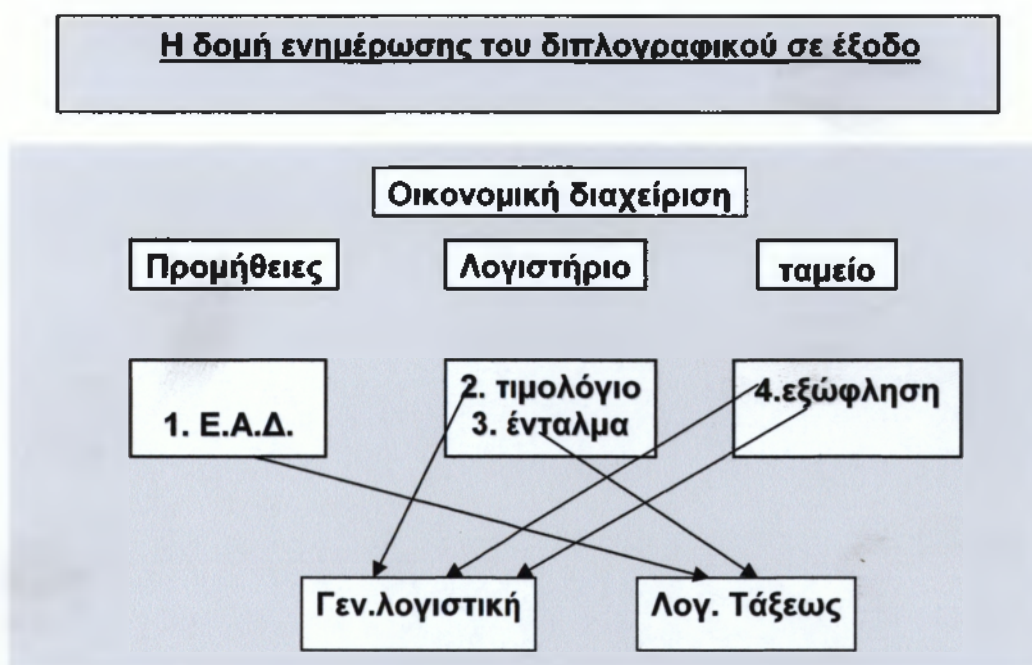 Η δομή ενημέρωσης του διπλογραφικού σε έξοδο
Οικονομική διαχείριση
Προμήθειες
Λογιστήριο
ταμείο
1. Ε.Α.Δ.
2. τιμολόγιο
3. ένταλμα
4.εξώφληση
Γεν.λογιστική
Λογ. Τάξεως